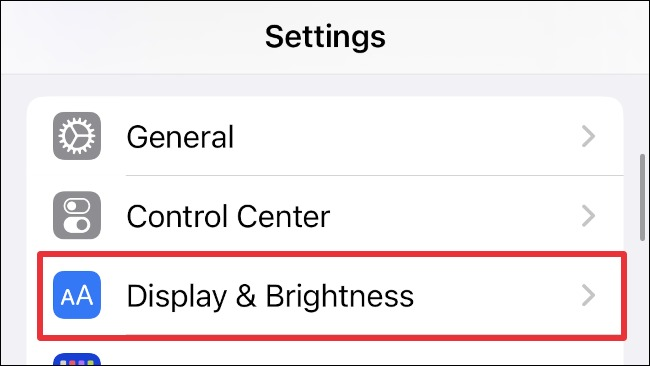 Settings
General
Control Center
AA Display & Brightness